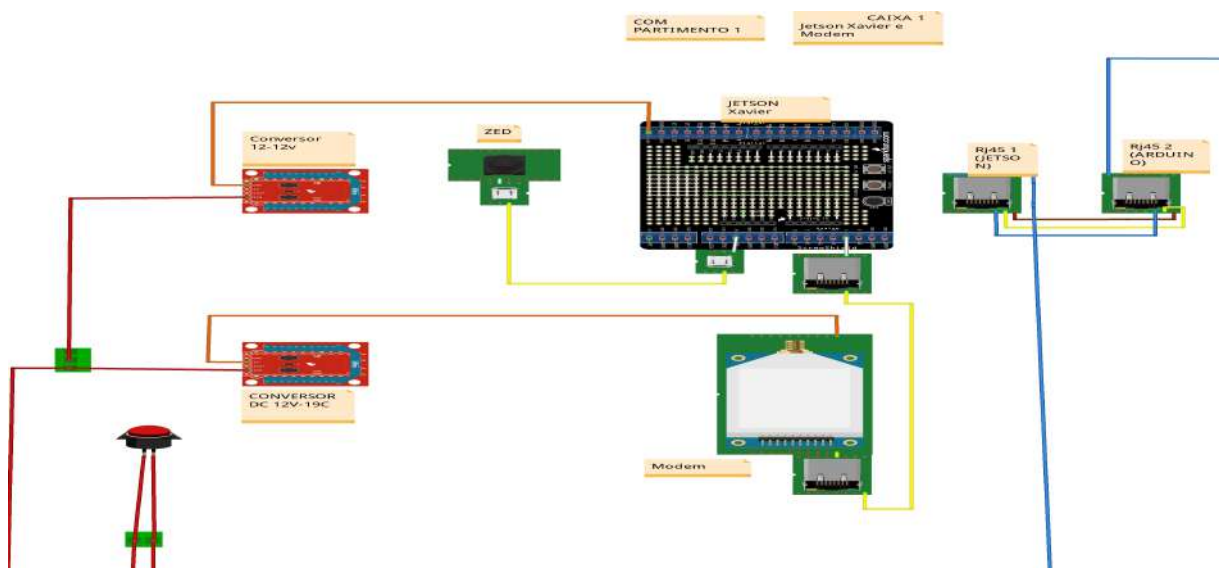 COM
PARTIMENTO 1
CAIXA 1
Jetson Xavier e
Modem
JETSON
Xavier
ZED
Conversor
12-12v
Rj45 1
(JETSO
N)
Rj45 2
(ARDUIN
O)
CONVERSOR
DC 12V-19C
Modem